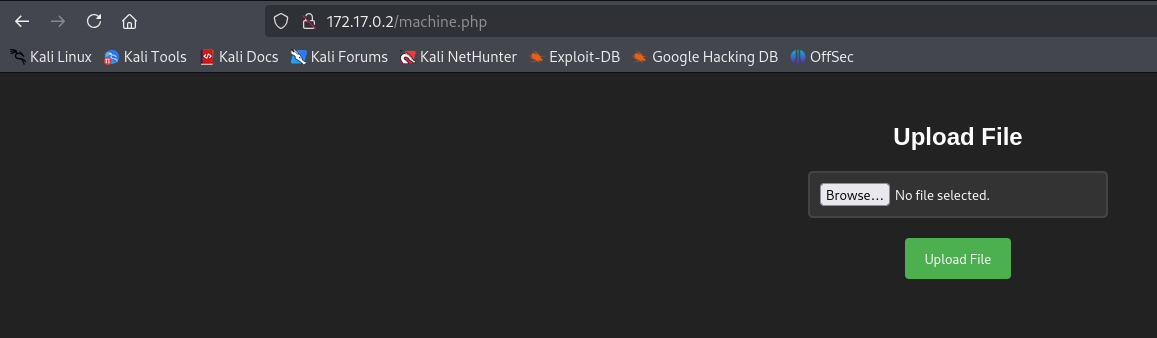 172.17.0.2/machine.php
Kali Linux Kali Tools Kali Docs Kali Forums Kali NetHunter Exploit-DB Google Hacking DB OffSec
Upload File
Browse... No file selected.
Upload File